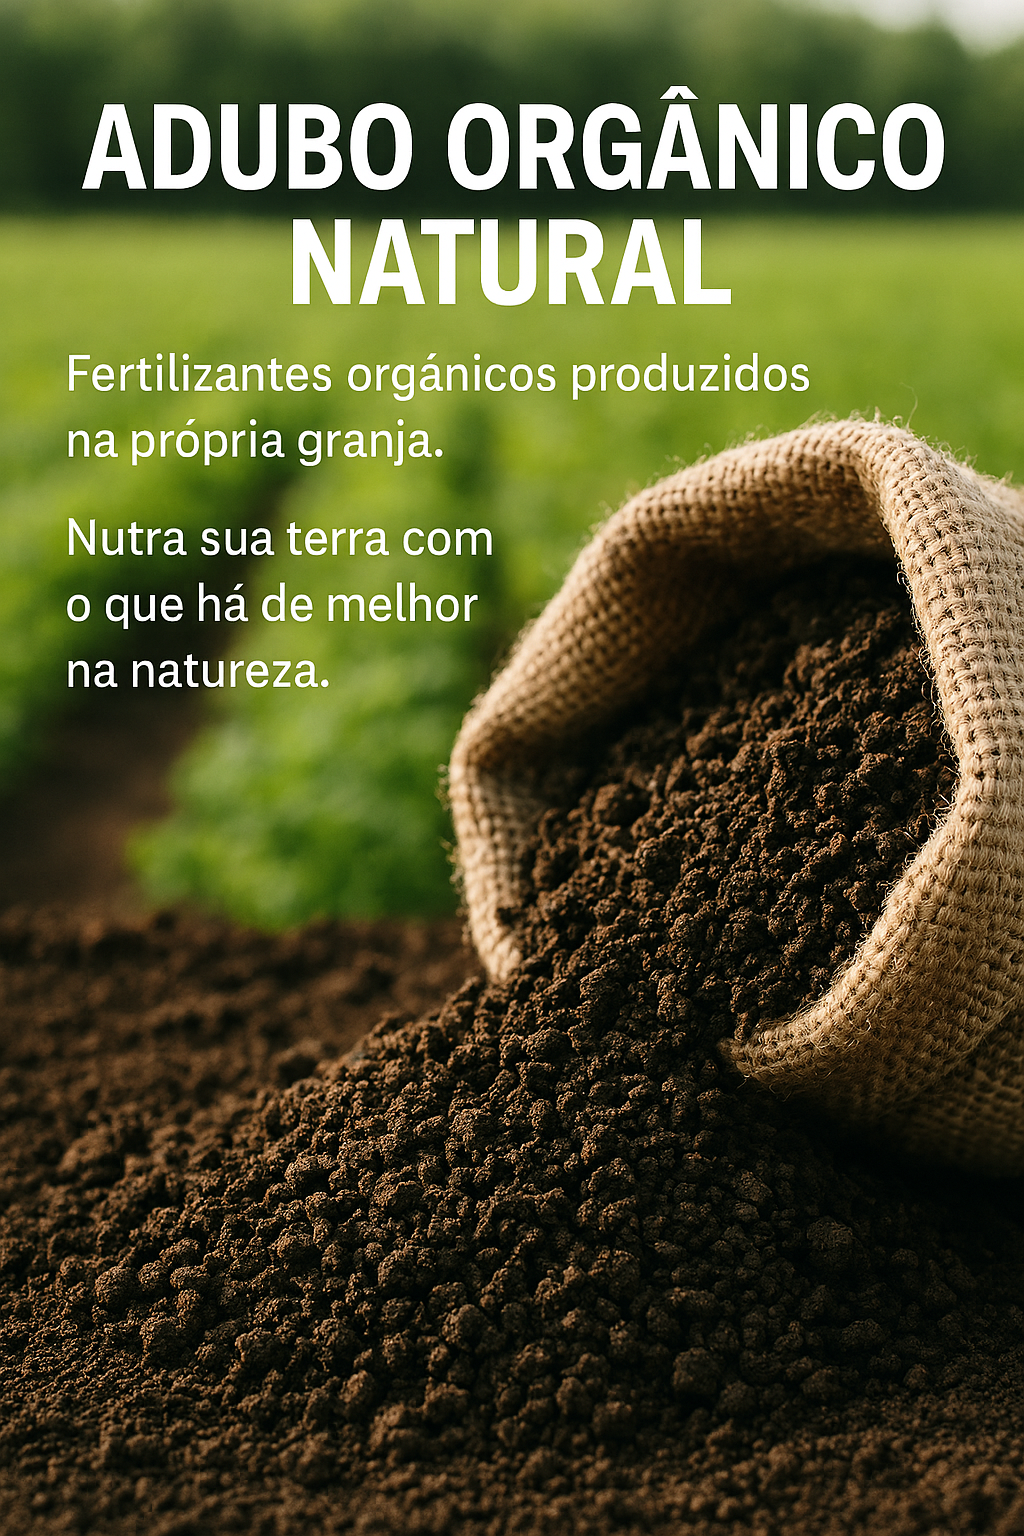 ADUBO ORGÂNICO
NATURAL
Fertilizantes orgánicos produzidos
na própria granja.
Nutra sua terra com
o que há de melhor
na natureza.